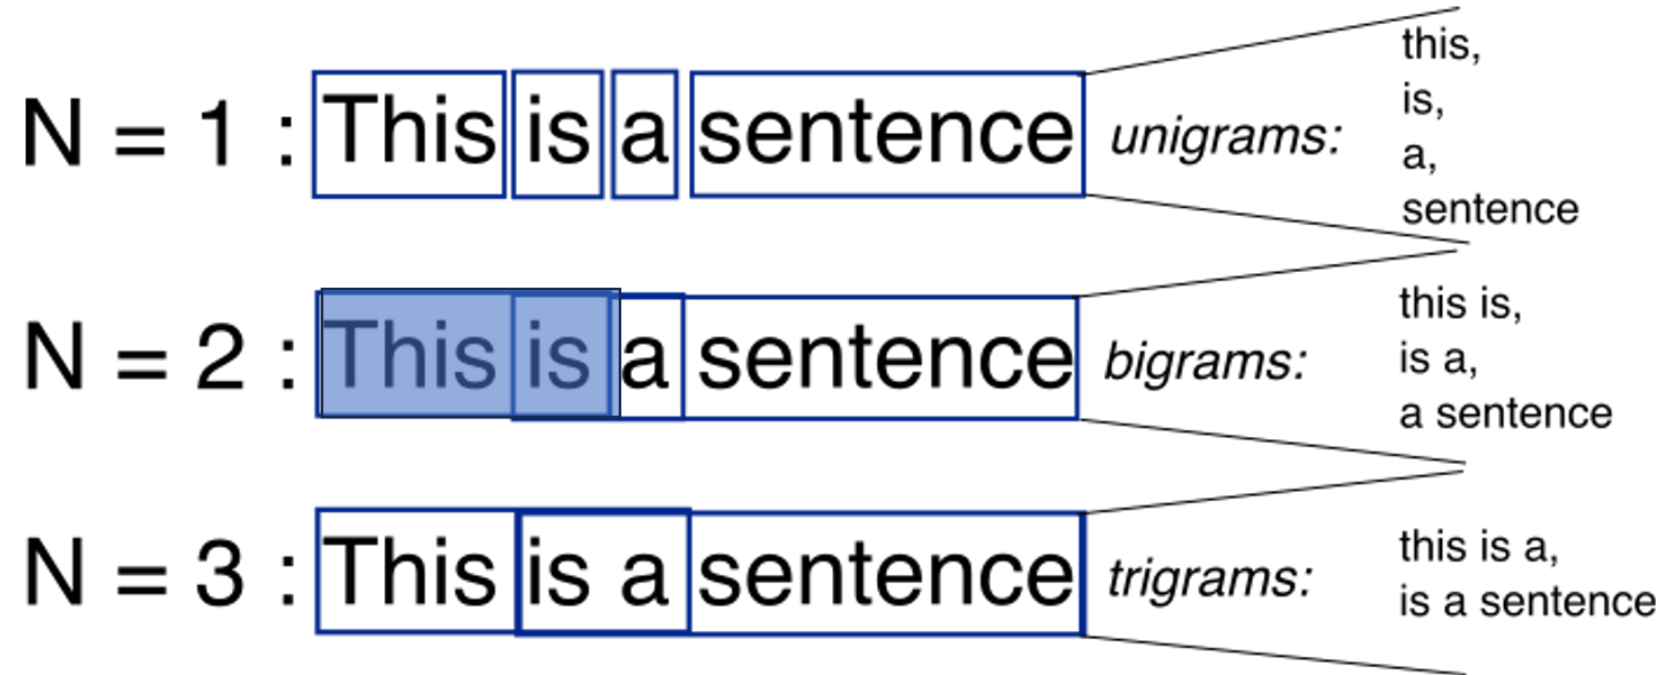 N = 1 : This is a sentence unigrams:
this,
is,
a,
sentence
N = 2 : This is a sentence bigrams:
this is,
is a,
a sentence
N = 3 : This is a sentence trigrams:
this is a,
is a sentence